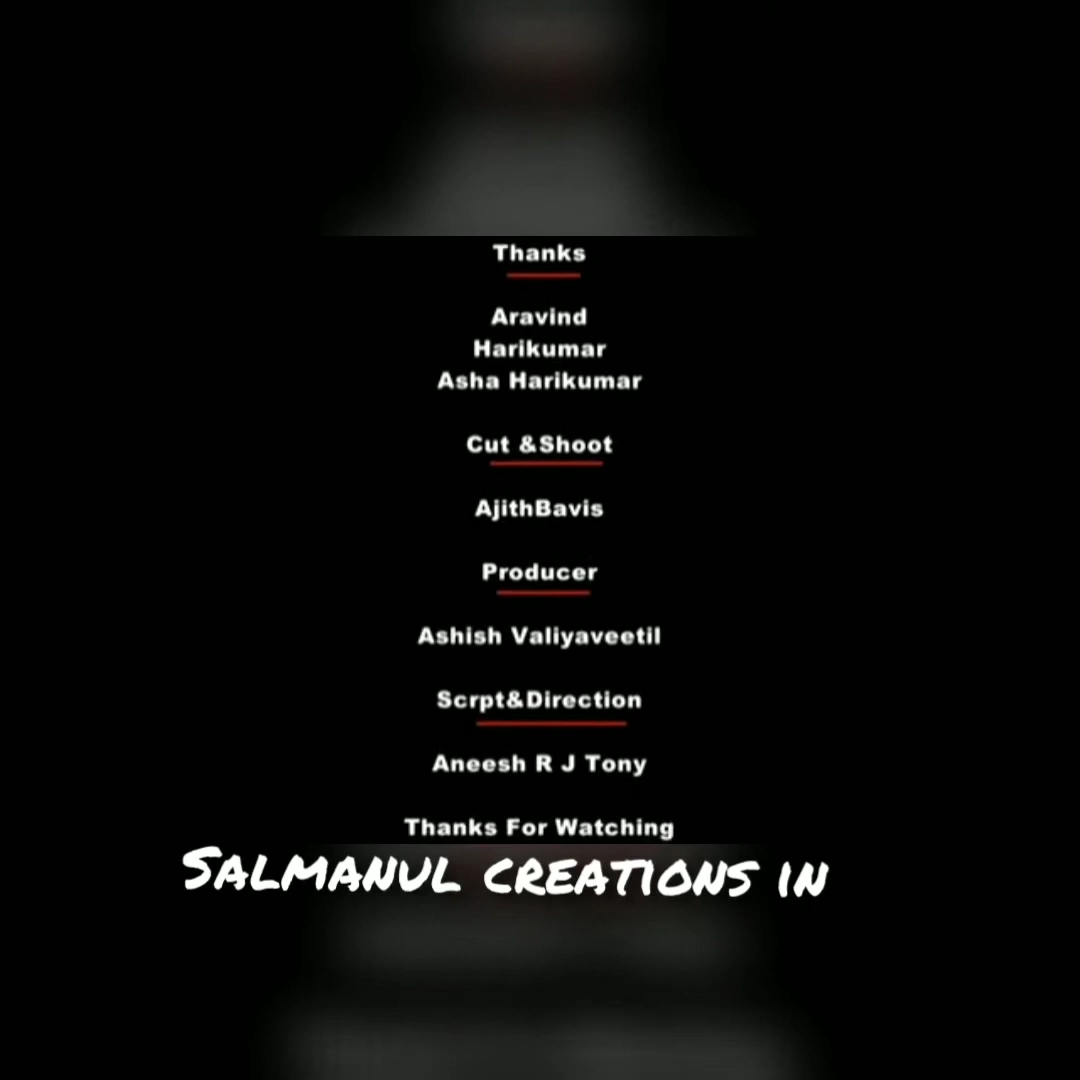 Thanks
Aravind
Harikumar
Asha Harikumar
Cut &Shoot
AjithBavis
Producer
Ashish Valiyaveetil
Scrpt&Direction
Aneesh R J Tony
Thanks For Watching
Salmanul creations in